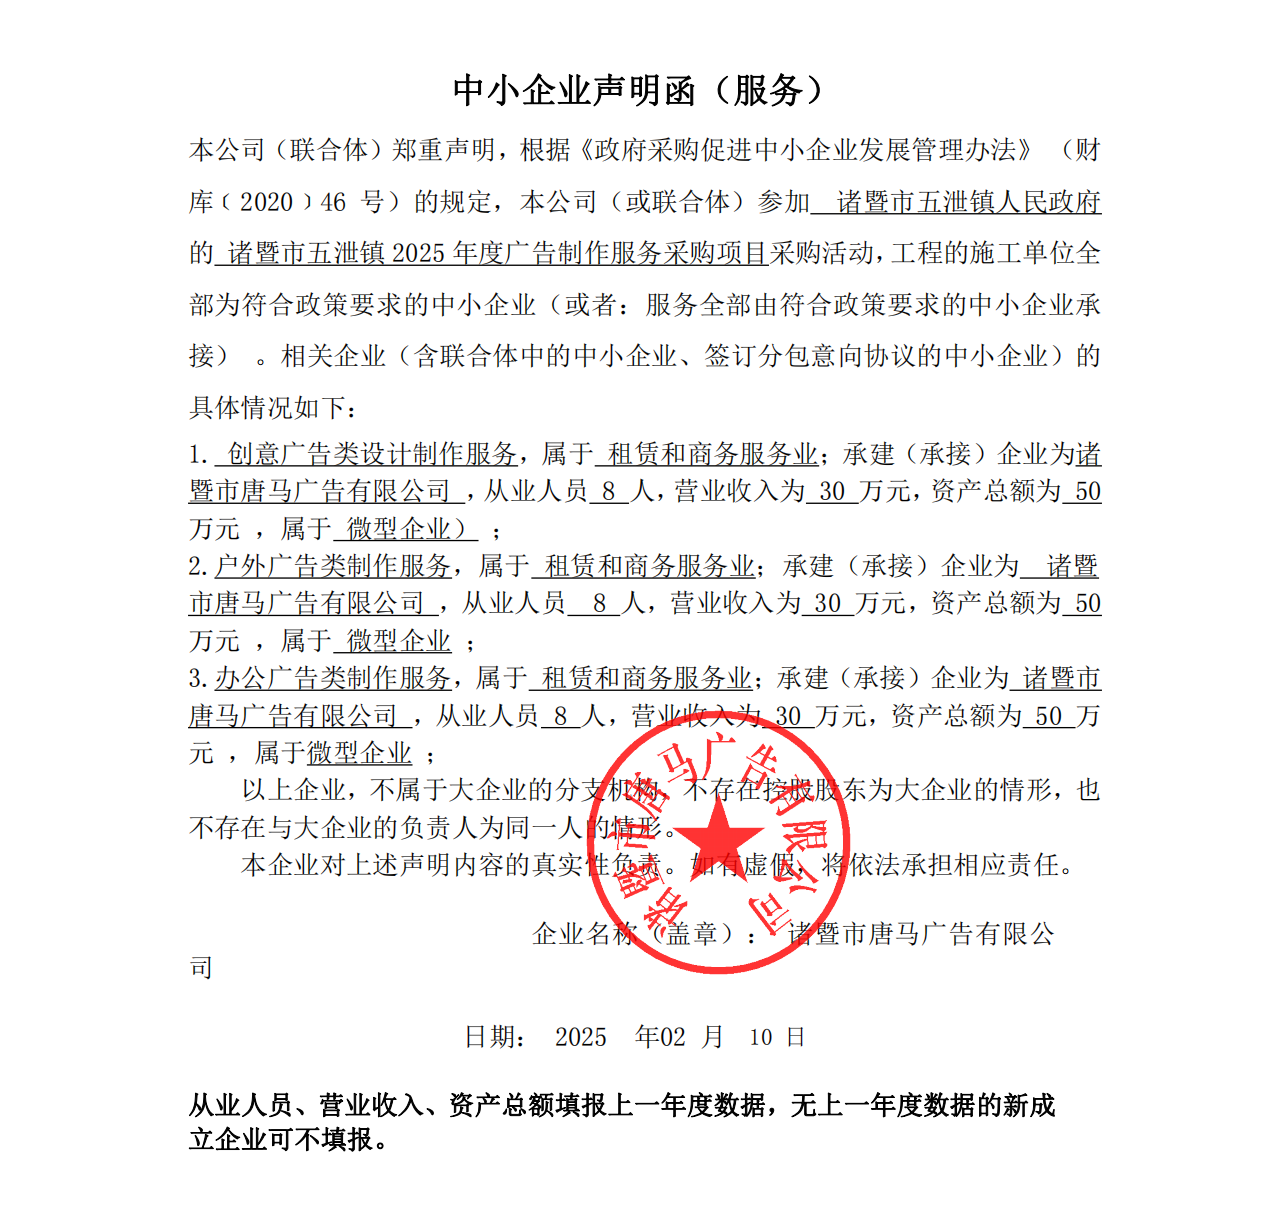 中小企业声明函（服务）
本公司（联合体）郑重声明，根据《政府采购促进中小企业发展管理办法》 （财
库﹝2020﹞46 号）的规定，本公司（或联合体）参加 诸暨市五泄镇人民政府
的 诸暨市五泄镇 2025 年度广告制作服务采购项目采购活动，工程的施工单位全
部为符合政策要求的中小企业（或者：服务全部由符合政策要求的中小企业承
接） 。相关企业（含联合体中的中小企业、签订分包意向协议的中小企业）的
具体情况如下：
1. 创意广告类设计制作服务，属于 租赁和商务服务业；承建（承接）企业为诸
暨市唐马广告有限公司 ，从业人员 8 人，营业收入为 30 万元，资产总额为 50
万元 ，属于 微型企业） ；
2.户外广告类制作服务，属于 租赁和商务服务业；承建（承接）企业为 诸暨
市唐马广告有限公司 ，从业人员 8 人，营业收入为 30 万元，资产总额为 50
万元 ，属于 微型企业 ；
3.办公广告类制作服务，属于 租赁和商务服务业；承建（承接）企业为 诸暨市
唐马广告有限公司 ，从业人员 8 人，营业收入为 30 万元，资产总额为 50 万
元 ，属于微型企业 ；
以上企业，不属于大企业的分支机构，不存在控股股东为大企业的情形，也
不存在与大企业的负责人为同一人的情形。
本企业对上述声明内容的真实性负责。如有虚假，将依法承担相应责任。
诸暨市唐马广告有限公司
企业名称（盖章）： 诸暨市唐马广告有限公
司
日期： 2025 年02 月 10 日
从业人员、营业收入、资产总额填报上一年度数据，无上一年度数据的新成
立企业可不填报。